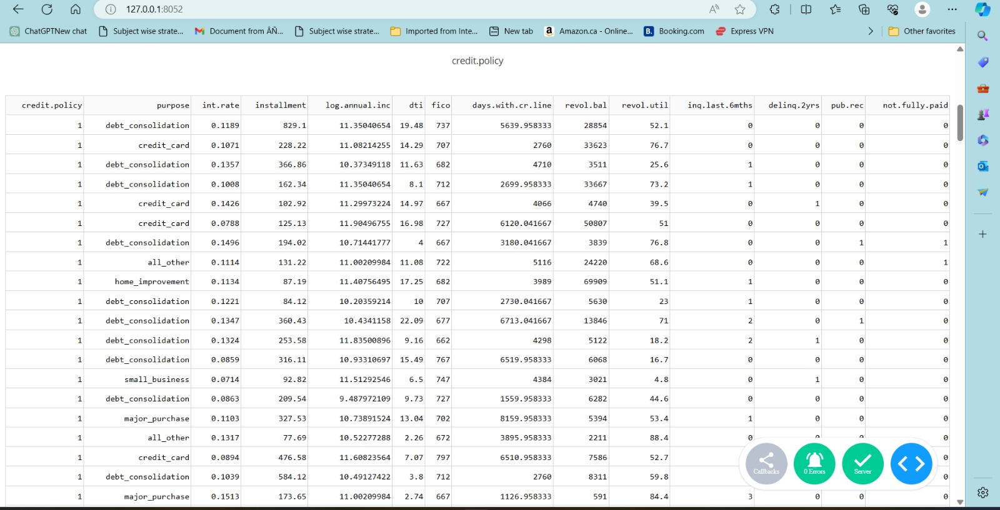 127.0.0.1:8052
ChatGPTNew chat Subject wise strate... Document from ÂÑ... Subject wise strate... Imported from Inte... New tab Amazon.ca - Online... Booking.com Express VPN Other favorites
credit.policy
credit.policy purpose int.rate installment log.annual.inc dti fico days.with.cr.line revol.bal revol.util inq.last.6mths delinq.2yrs pub.rec not.fully.paid
1 debt_consolidation 0.1189 829.1 11.35040654 19.48 737 5639.958333 28854 52.1 0 0 0 0
1 credit_card 0.1071 228.22 11.08214255 14.29 707 2760 33623 76.7 0 0 0 0
1 debt_consolidation 0.1357 366.86 10.37349118 11.63 682 4710 3511 25.6 1 0 0 0
1 debt_consolidation 0.1008 162.34 11.35040654 8.1 712 2699.958333 33667 73.2 1 0 0 0
1 credit_card 0.1426 102.92 11.29973224 14.97 667 4066 4740 39.5 0 1 0 0
1 credit_card 0.0788 125.13 11.90496755 16.98 727 6120.041667 50807 51 0 0 0 0
1 debt_consolidation 0.1496 194.02 10.71441777 4 667 3180.041667 3839 76.8 0 0 1 1
1 all_other 0.1114 131.22 11.00209984 11.08 722 5116 24220 68.6 0 0 0 1
1 home_improvement 0.1134 87.19 11.40756495 17.25 682 3989 69909 51.1 1 0 0 0
1 debt_consolidation 0.1221 84.12 10.20359214 10 707 2730.041667 5630 23 1 0 0 0
1 debt_consolidation 0.1347 360.43 10.4341158 22.09 677 6713.041667 13846 71 2 0 1 0
1 debt_consolidation 0.1324 253.58 11.83500896 9.16 662 4298 5122 18.2 2 1 0 0
1 debt_consolidation 0.0859 316.11 10.93310697 15.49 767 6519.958333 6068 16.7 0 0 0 0
1 small_business 0.0714 92.82 11.51292546 6.5 747 4384 3021 4.8 0 1 0 0
1 debt_consolidation 0.0863 209.54 9.487972109 9.73 727 1559.958333 6282 44.6 0 0 0 0
1 major_purchase 0.1103 327.53 10.73891524 13.04 702 8159.958333 5394 53.4 1 0 0 0
1 all_other 0.1317 77.69 10.52277288 2.26 672 3895.958333 2211 88.4 0 0
1 credit_card 0.0894 476.58 11.60823564 7.07 797 6510.958333 7586 52.7 0
1 debt_consolidation 0.1039 584.12 10.49127422 3.8 712 2760 8311 59.8 0
1 major_purchase 0.1513 173.65 11.00209984 2.74 667 1126.958333 591 84.4 3 0 0 0
Callbacks 0 Errors Server